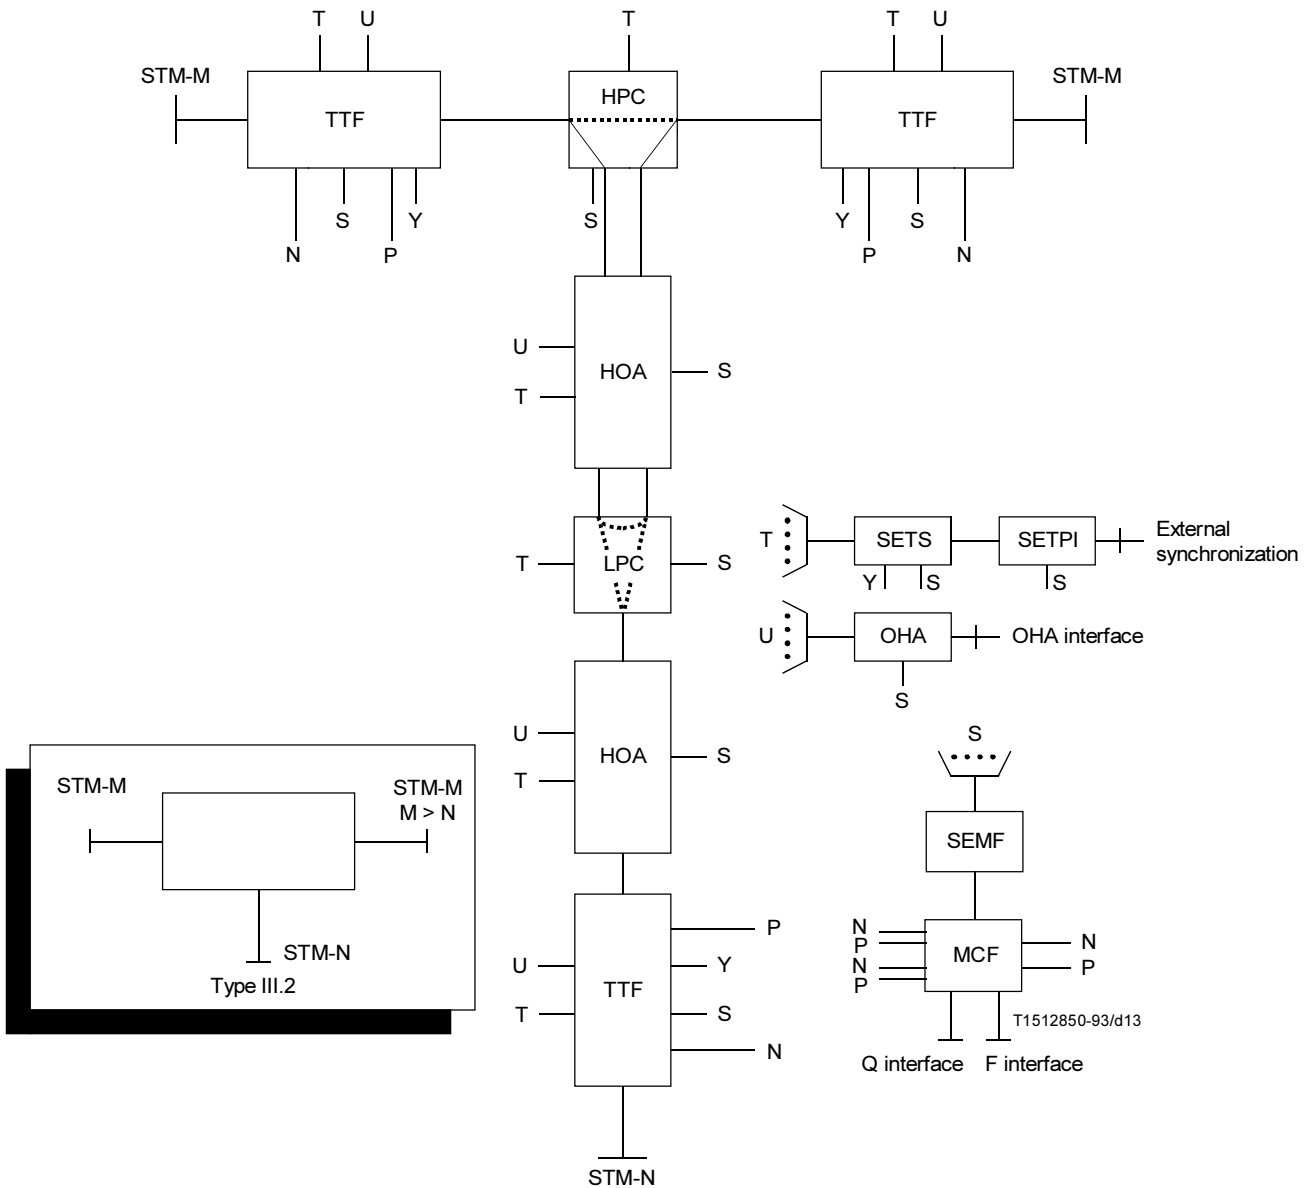 T U T T U
STM-M STM-M
HPC
TTF TTF
S Y S Y S
N P P N
U
HOA S
T
External
T SETS SETPI synchronization
T LPC S
Y S S
U OHA OHA interface
S
U S
HOA S
T
STM-M STM-M
M > N
SEMF
P N
P N
MCF
N P
P
STM-N
U Y
Type III.2
TTF
T S
T1512850-93/d13
N
Q interface F interface
STM-N